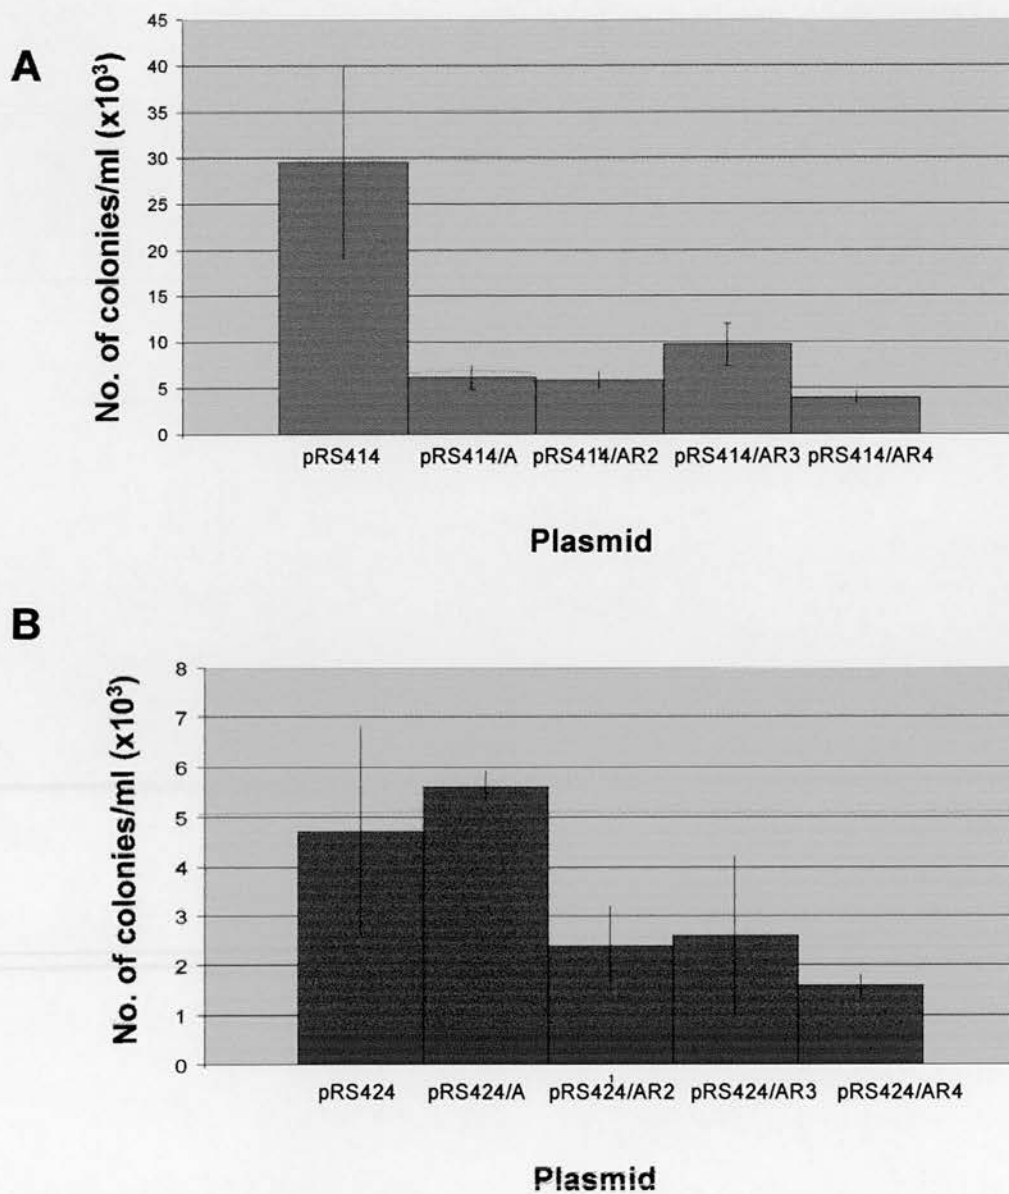 A
No. of colonies/ml (x10³)
45
40
35
30
25
20
15
10
5
0
pRS414 pRS414/A pRS414/AR2 pRS414/AR3 pRS414/AR4
Plasmid
B
No. of colonies/ml (x10³)
8
7
6
5
4
3
2
1
0
pRS424 pRS424/A pRS424/AR2 pRS424/AR3 pRS424/AR4
Plasmid